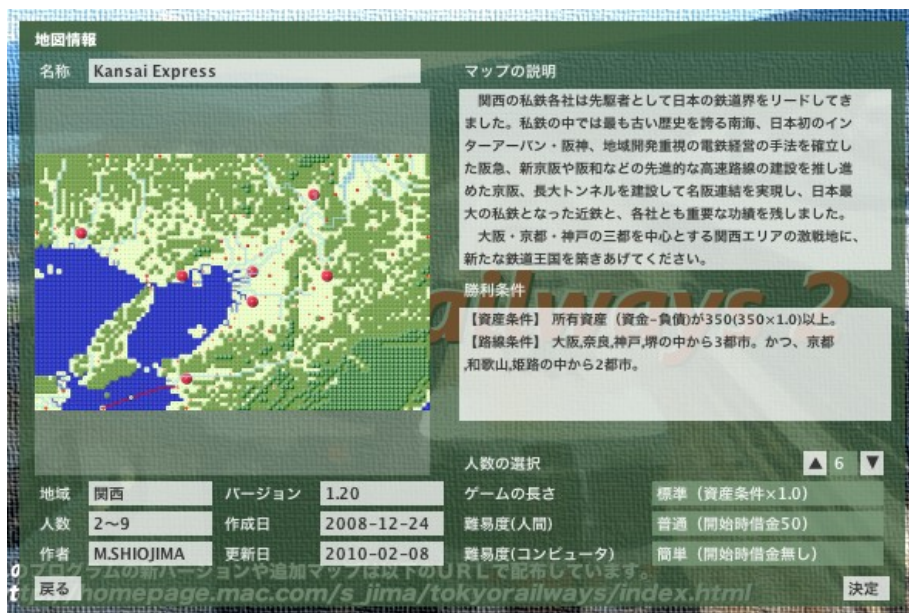 地図情報
名称 Kansai Express
マップの説明
関西の私鉄各社は先駆者として日本の鉄道界をリードしてき
ました。私鉄の中では最も古い歴史を誇る南海、日本初のイン
ターアーバン・阪神、地域開発重視の電鉄経営の手法を確立し
た阪急、新京阪や阪和などの先進的な高速路線の建設を推し進
めた京阪、長大トンネルを建設して名阪連結を実現し、日本最
大の私鉄となった近鉄と、各社とも重要な功績を残しました。
大阪・京都・神戸の三都を中心とする関西エリアの激戦地に、
新たな鉄道王国を築きあげてください。
勝利条件
【資産条件】 所有資産（資金-負債)が350(350×1.0)以上。
【路線条件】 大阪,奈良,神戸,堺の中から3都市。かつ、京都
,和歌山,姫路の中から2都市。
ailways 2
人数の選択 ▲ 6 ▼
地域 関西 バージョン 1.20
人数 2〜9 作成日 2008-12-24
作者 M.SHIOJIMA 更新日 2010-02-08
ゲームの長さ 標準（資産条件×1.0）
難易度(人間) 普通（開始時借金50）
難易度(コンピュータ) 簡単（開始時借金無し）
プログラムの新バージョンや追加マップは以下のURLで配布しています。
homepage.mac.com/s_jima/tokyorailways/index.html
戻る 決定